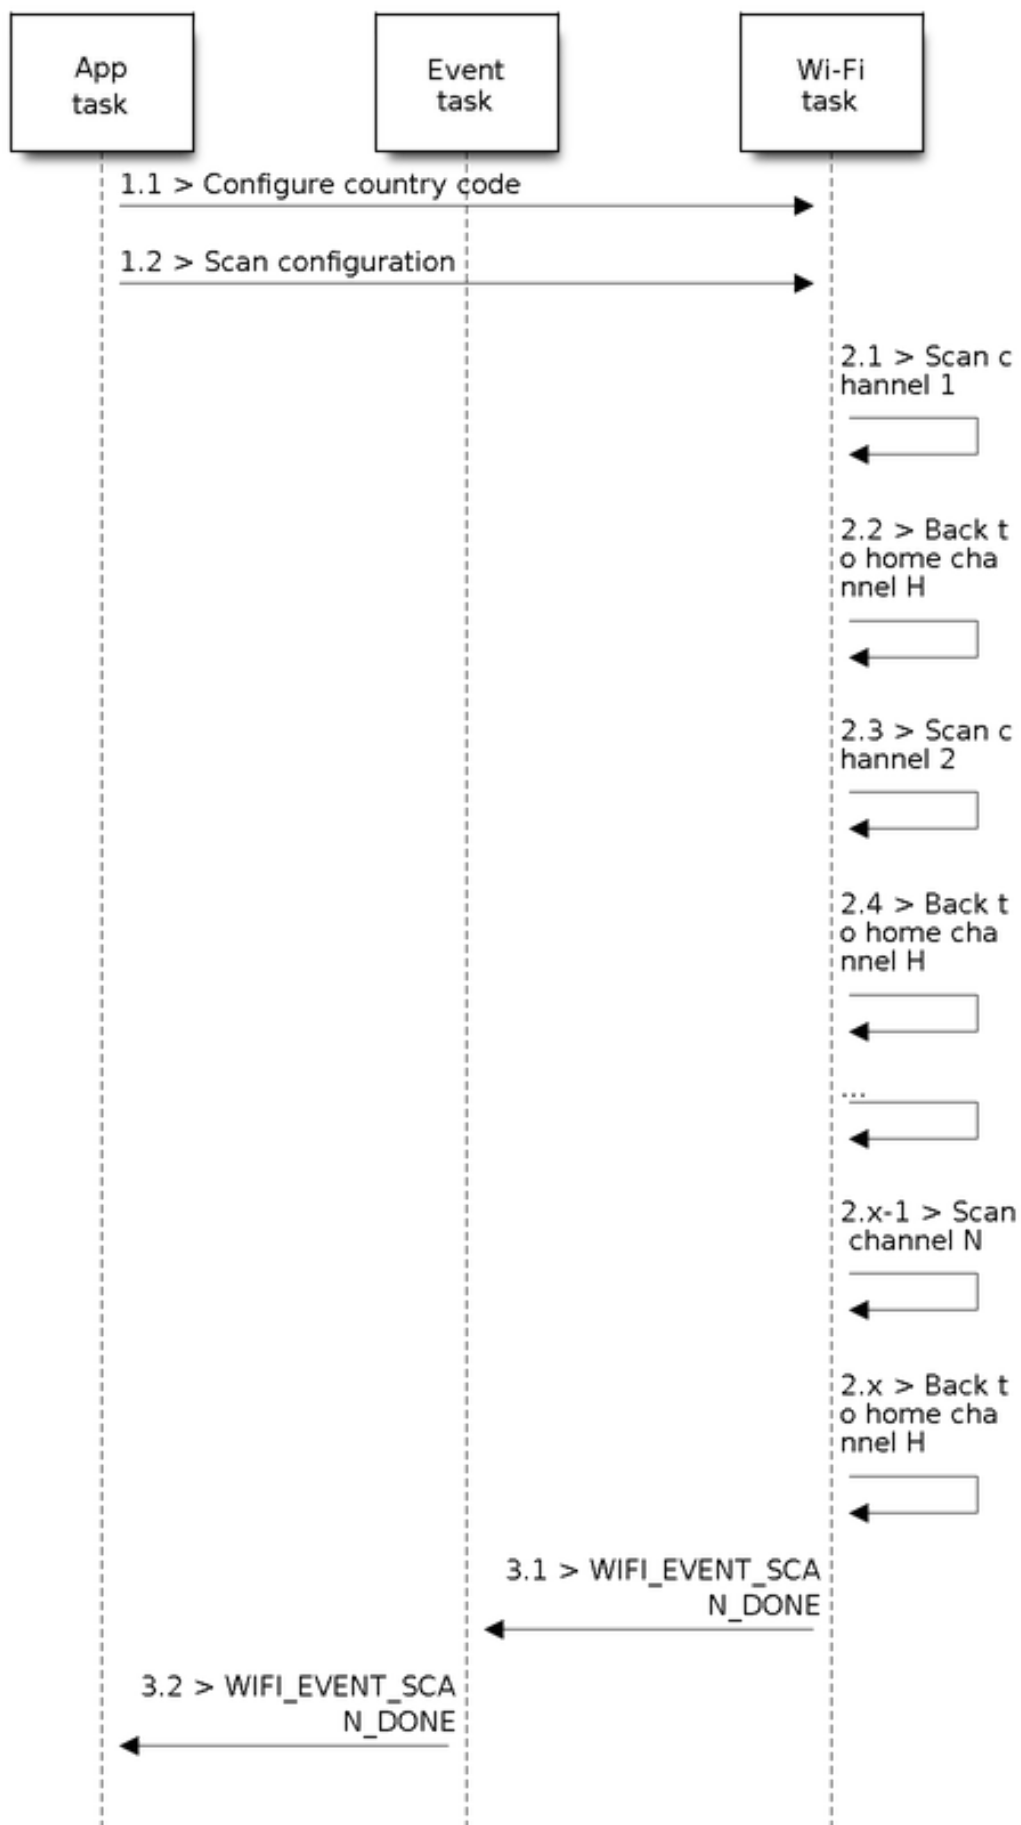 App
task
Event
task
Wi-Fi
task
1.1 > Configure country code
1.2 > Scan configuration
2.1 > Scan c
hannel 1
2.2 > Back t
o home cha
nnel H
2.3 > Scan c
hannel 2
2.4 > Back t
o home cha
nnel H
...
2.x-1 > Scan
channel N
2.x > Back t
o home cha
nnel H
3.1 > WIFI_EVENT_SCA
N_DONE
3.2 > WIFI_EVENT_SCA
N_DONE